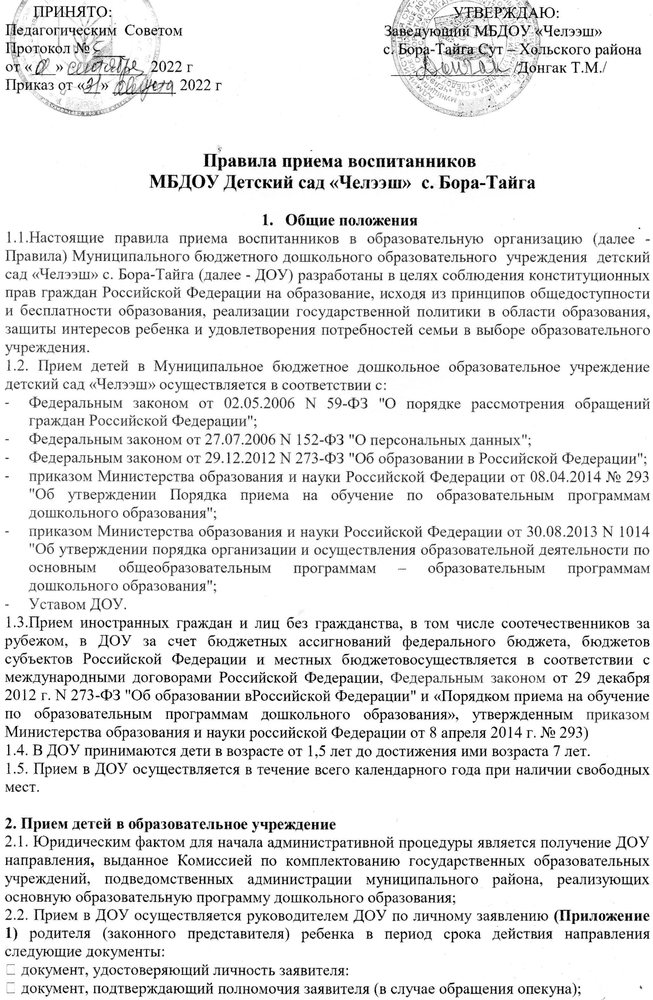 ПРИНЯТО:
Педагогическим Советом
Протокол № 5
от « » сентября 2022 г
Приказ от «31» августа 2022 г
УТВЕРЖДАЮ:
Заведующий МБДОУ «Челээш»
с. Бора-Тайга Сут – Хольского района
Донгак /Донгак Т.М./
Правила приема воспитанников
МБДОУ Детский сад «Челээш» с. Бора-Тайга
1. Общие положения
1.1.Настоящие правила приема воспитанников в образовательную организацию (далее -
Правила) Муниципального бюджетного дошкольного образовательного учреждения детский
сад «Челээш» с. Бора-Тайга (далее - ДОУ) разработаны в целях соблюдения конституционных
прав граждан Российской Федерации на образование, исходя из принципов общедоступности
и бесплатности образования, реализации государственной политики в области образования,
защиты интересов ребенка и удовлетворения потребностей семьи в выборе образовательного
учреждения.
1.2. Прием детей в Муниципальное бюджетное дошкольное образовательное учреждение
детский сад «Челээш» осуществляется в соответствии с:
- Федеральным законом от 02.05.2006 N 59-ФЗ "О порядке рассмотрения обращений
граждан Российской Федерации";
- Федеральным законом от 27.07.2006 N 152-ФЗ "О персональных данных";
- Федеральным законом от 29.12.2012 N 273-ФЗ "Об образовании в Российской Федерации";
- приказом Министерства образования и науки Российской Федерации от 08.04.2014 № 293
"Об утверждении Порядка приема на обучение по образовательным программам
дошкольного образования";
- приказом Министерства образования и науки Российской Федерации от 30.08.2013 N 1014
"Об утверждении порядка организации и осуществления образовательной деятельности по
основным общеобразовательным программам – образовательным программам
дошкольного образования";
- Уставом ДОУ.
1.3.Прием иностранных граждан и лиц без гражданства, в том числе соотечественников за
рубежом, в ДОУ за счет бюджетных ассигнований федерального бюджета, бюджетов
субъектов Российской Федерации и местных бюджетовосуществляется в соответствии с
международными договорами Российской Федерации, Федеральным законом от 29 декабря
2012 г. N 273-ФЗ "Об образовании вРоссийской Федерации" и «Порядком приема на обучение
по образовательным программам дошкольного образования», утвержденным приказом
Министерства образования и науки российской Федерации от 8 апреля 2014 г. № 293)
1.4. В ДОУ принимаются дети в возрасте от 1,5 лет до достижения ими возраста 7 лет.
1.5. Прием в ДОУ осуществляется в течение всего календарного года при наличии свободных
мест.
2. Прием детей в образовательное учреждение
2.1. Юридическим фактом для начала административной процедуры является получение ДОУ
направления, выданное Комиссией по комплектованию государственных образовательных
учреждений, подведомственных администрации муниципального района, реализующих
основную образовательную программу дошкольного образования;
2.2. Прием в ДОУ осуществляется руководителем ДОУ по личному заявлению (Приложение
1) родителя (законного представителя) ребенка в период срока действия направления
следующие документы:
документ, удостоверяющий личность заявителя:
документ, подтверждающий полномочия заявителя (в случае обращения опекуна);